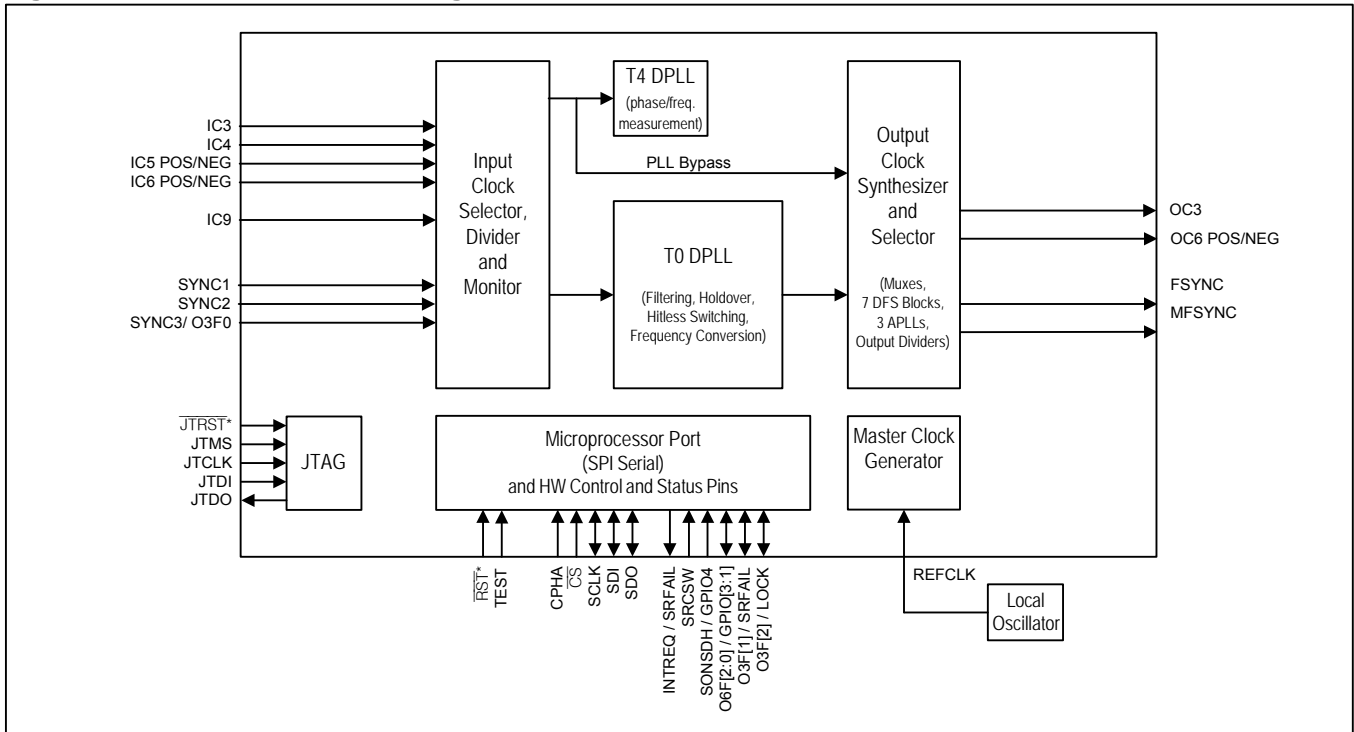 IC3
IC4
IC5 POS/NEG
IC6 POS/NEG
IC9
SYNC1
SYNC2
SYNC3/ O3F0
Input
Clock
Selector,
Divider
and
Monitor
T4 DPLL
(phase/freq.
measurement)
PLL Bypass
T0 DPLL
(Filtering, Holdover,
Hitless Switching,
Frequency Conversion)
Output
Clock
Synthesizer
and
Selector
(Muxes,
7 DFS Blocks,
3 APLLs,
Output Dividers)
OC3
OC6 POS/NEG
FSYNC
MFSYNC
JTRST*
JTMS
JTCLK
JTDI
JTDO
JTAG
Microprocessor Port
(SPI Serial)
and HW Control and Status Pins
Master Clock
Generator
RST*
TEST
CPHA
CS
SCLK
SDI
SDO
INTREQ / SRFAIL
SRCSW
SONSDH / GPIO4
O6F[2:0] / GPIO[3:1]
O3F[1] / SRFAIL
O3F[2] / LOCK
REFCLK
Local
Oscillator